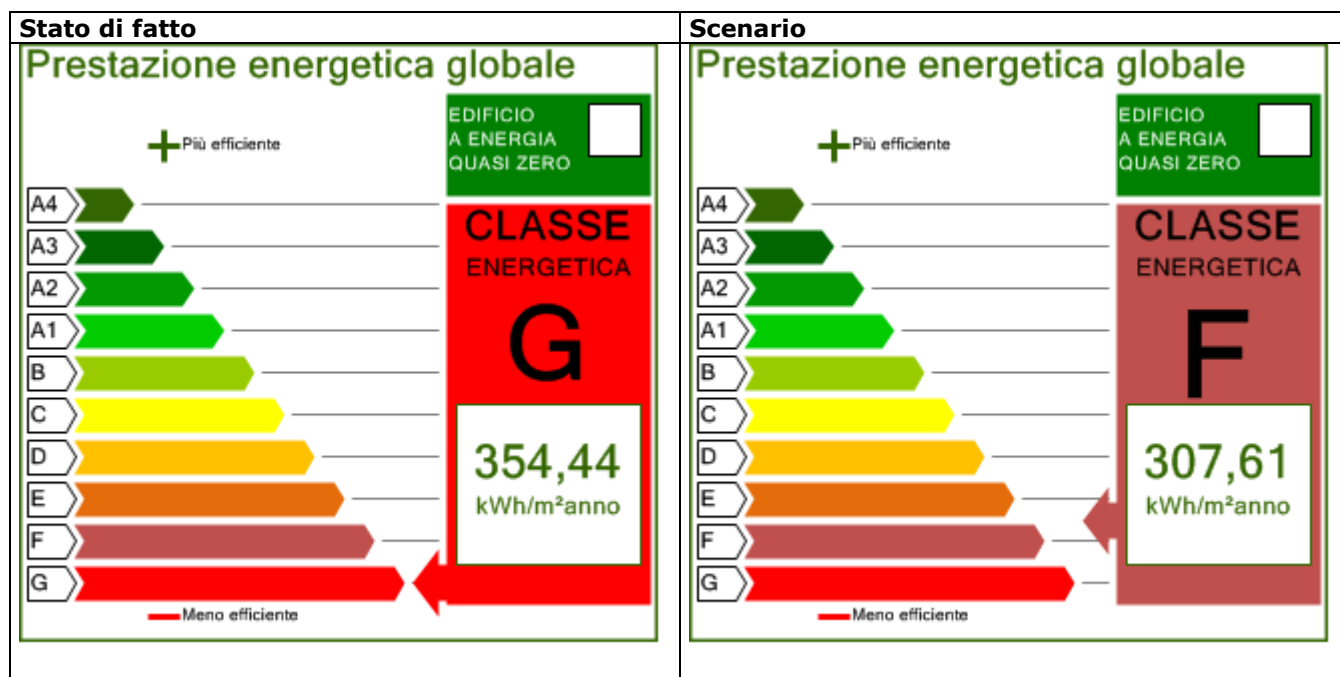 Stato di fatto
Prestazione energetica globale
EDIFICIO
A ENERGIA
QUASI ZERO
Più efficiente
A4
A3
A2
A1
B
C
D
E
F
G
CLASSE
ENERGETICA
G
354,44
kWh/m²anno
Meno efficiente
Scenario
Prestazione energetica globale
EDIFICIO
A ENERGIA
QUASI ZERO
Più efficiente
A4
A3
A2
A1
B
C
D
E
F
G
CLASSE
ENERGETICA
F
307,61
kWh/m²anno
Meno efficiente